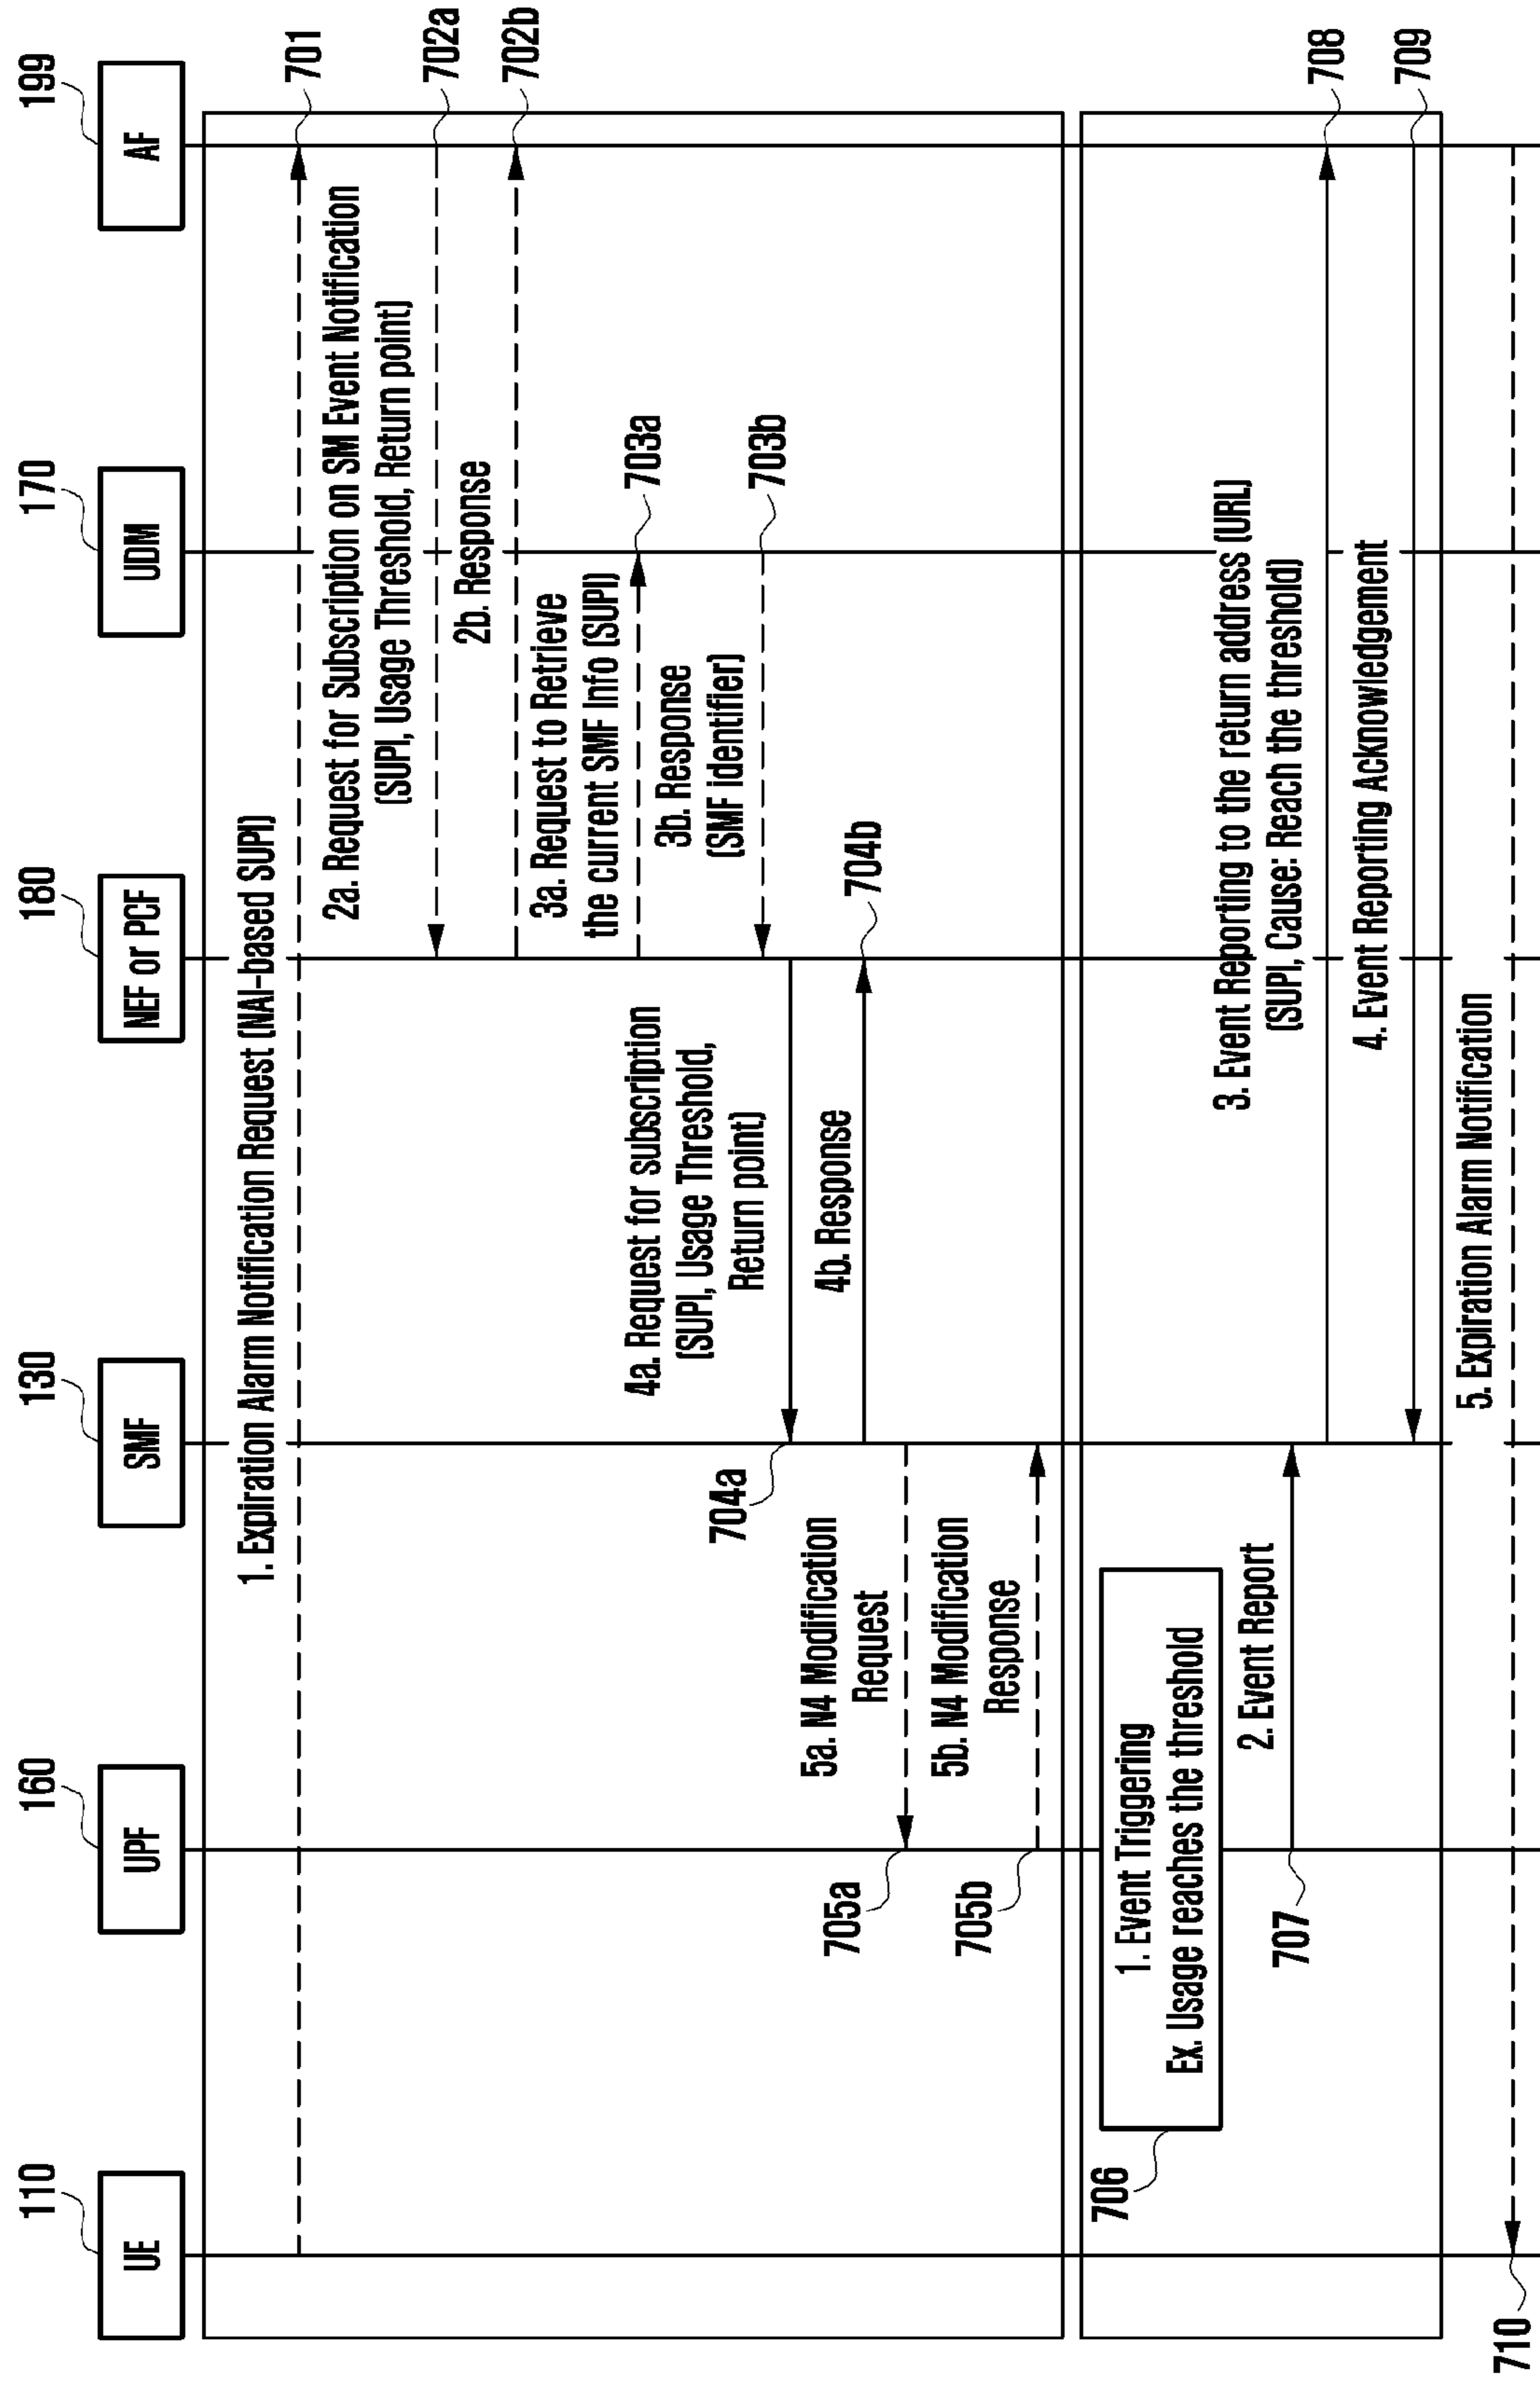 110
160
130
180
170
199
UE
UPF
SMF
NEF or PCF
UDM
AF
1. Expiration Alarm Notification Request (NAI-based SUPI)
701
2a. Request for Subscription on SM Event Notification
(SUPI, Usage Threshold, Return point)
702a
2b. Response
702b
3a. Request to Retrieve
the current SMF Info (SUPI)
703a
3b. Response
(SMF identifier)
703b
4a. Request for subscription
(SUPI, Usage Threshold,
Return point)
704a
4b. Response
704b
5a. N4 Modification
Request
705a
5b. N4 Modification
Response
705b
1. Event Triggering
Ex. Usage reaches the threshold
706
2. Event Report
707
3. Event Reporting to the return address (URL)
(SUPI, Cause: Reach the threshold)
708
4. Event Reporting Acknowledgement
709
5. Expiration Alarm Notification
710